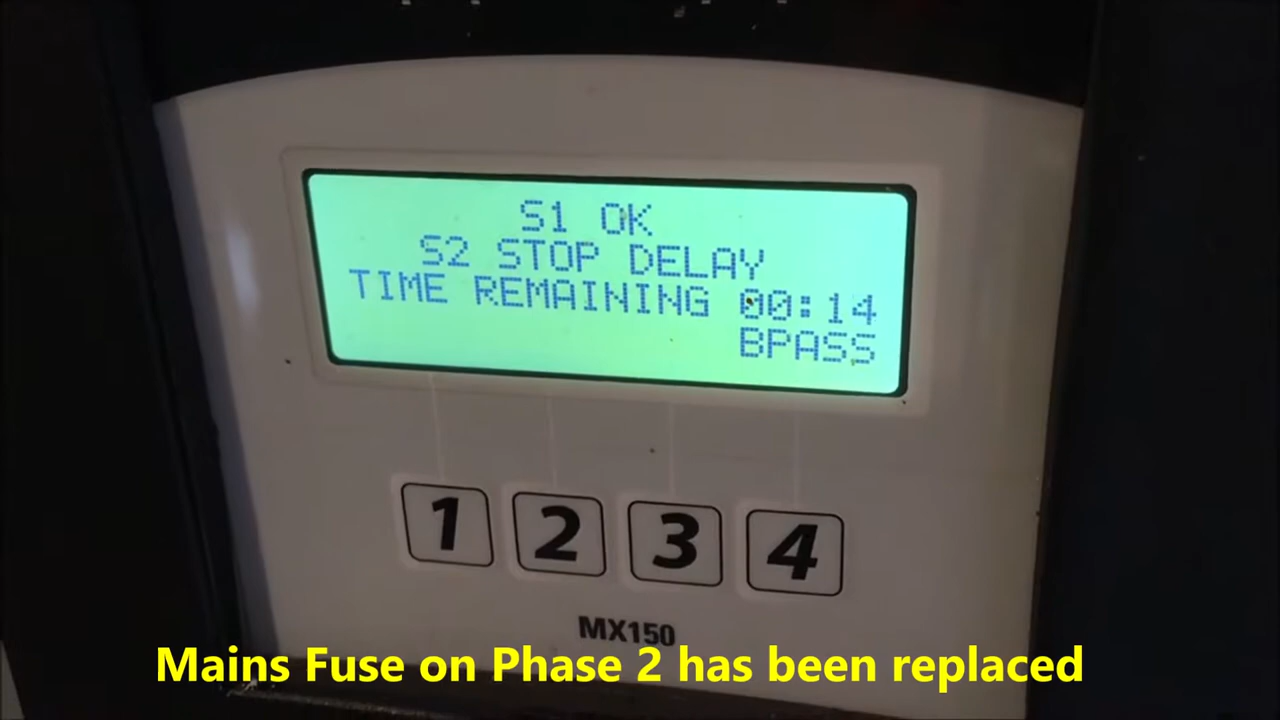 S1 OK
S2 STOP DELAY
TIME REMAINING 00:14
BPASS
1 2 3 4
MX150
Mains Fuse on Phase 2 has been replaced